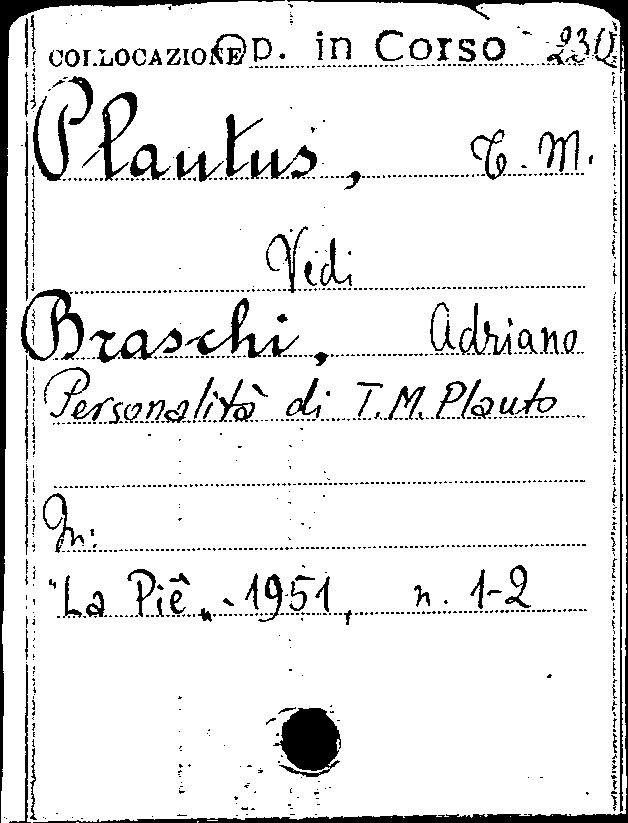 COLLOCAZIONE Op. in Corso 230
Plautus, T. M.
Vedi
Braschi, Adriano
Personalità di T. M. Plauto
In:
"La Piê„ - 1951, n. 1-2